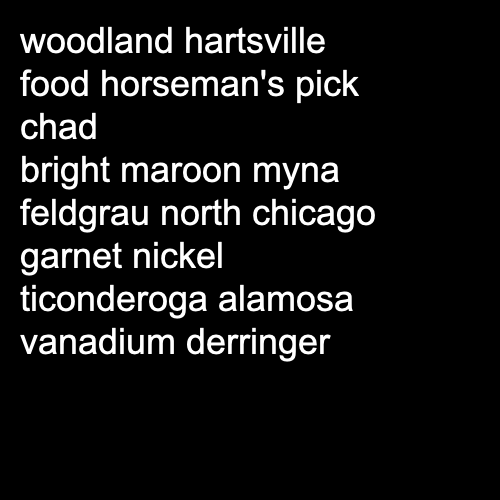 woodland hartsville
food horseman's pick
chad
bright maroon myna
feldgrau north chicago
garnet nickel
ticonderoga alamosa
vanadium derringer